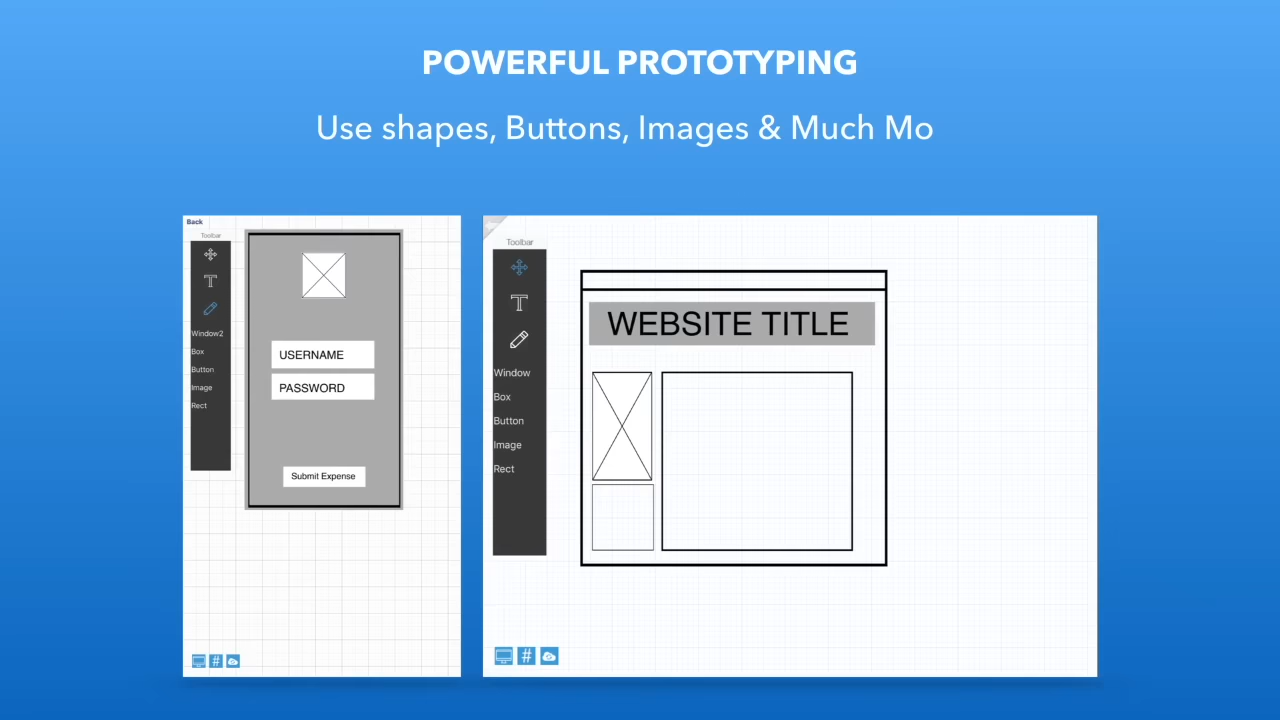 POWERFUL PROTOTYPING
Use shapes, Buttons, Images & Much Mo
Back
Toolbar
T
Window2
Box
Button
Image
Rect
USERNAME
PASSWORD
Submit Expense
#
Toolbar
T
Window
Box
Button
Image
Rect
WEBSITE TITLE
#